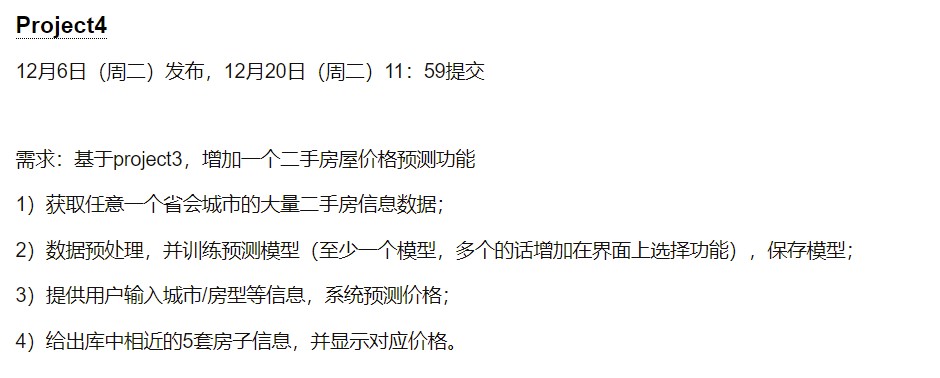 Project4
12月6日（周二）发布，12月20日（周二）11：59提交
需求：基于project3，增加一个二手房屋价格预测功能
1）获取任意一个省会城市的大量二手房信息数据；
2）数据预处理，并训练预测模型（至少一个模型，多个的话增加在界面上选择功能），保存模型；
3）提供用户输入城市/房型等信息，系统预测价格；
4）给出库中相近的5套房子信息，并显示对应价格。